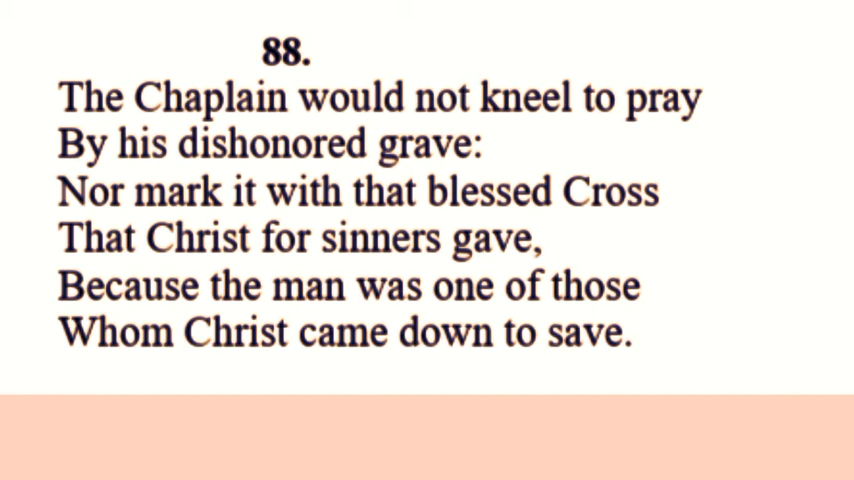 88.
The Chaplain would not kneel to pray
By his dishonored grave:
Nor mark it with that blessed Cross
That Christ for sinners gave,
Because the man was one of those
Whom Christ came down to save.